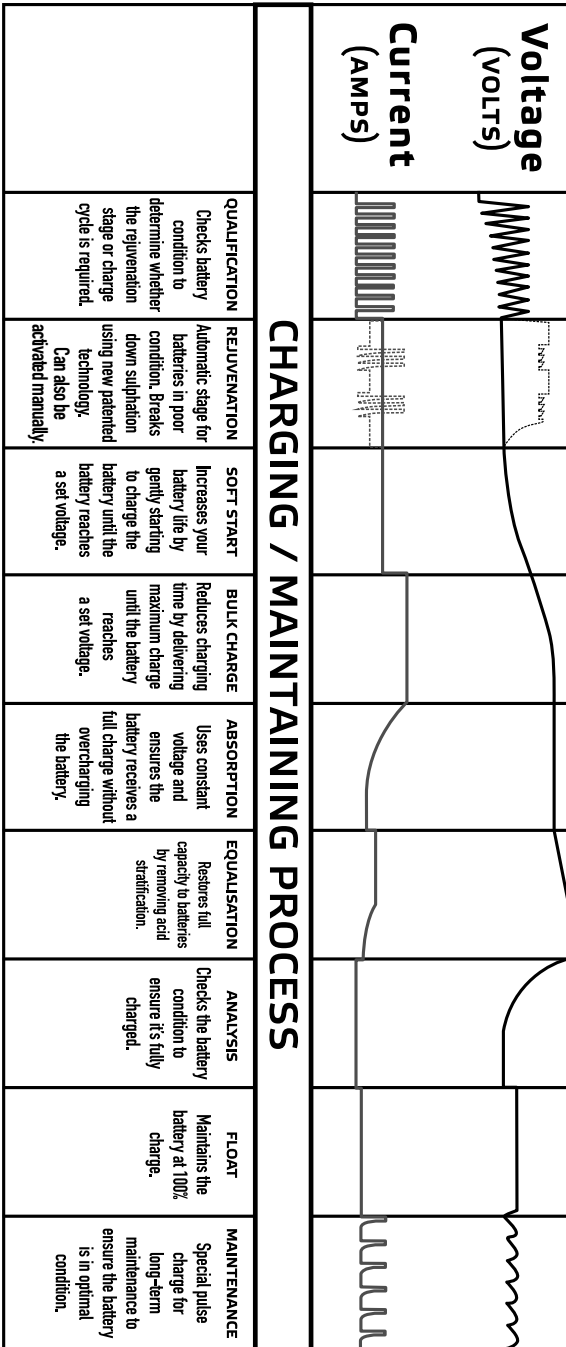 Voltage
(VOLTS)
Current
(AMPS)
CHARGING / MAINTAINING PROCESS
QUALIFICATION
Checks battery
condition to
determine whether
the rejuvenation
stage or charge
cycle is required.
REJUVENATION
Automatic stage for
batteries in poor
condition. Breaks
down sulphation
using new patented
technology.
Can also be
activated manually.
SOFT START
Increases your
battery life by
gently starting
to charge the
battery until the
battery reaches
a set voltage.
BULK CHARGE
Reduces charging
time by delivering
maximum charge
until the battery
reaches
a set voltage.
ABSORPTION
Uses constant
voltage and
ensures the
battery receives a
full charge without
overcharging
the battery.
EQUALISATION
Restores full
capacity to batteries
by removing acid
stratification.
ANALYSIS
Checks the battery
condition to
ensure it's fully
charged.
FLOAT
Maintains the
battery at 100%
charge.
MAINTENANCE
Special pulse
charge for
long-term
maintenance to
ensure the battery
is in optimal
condition.